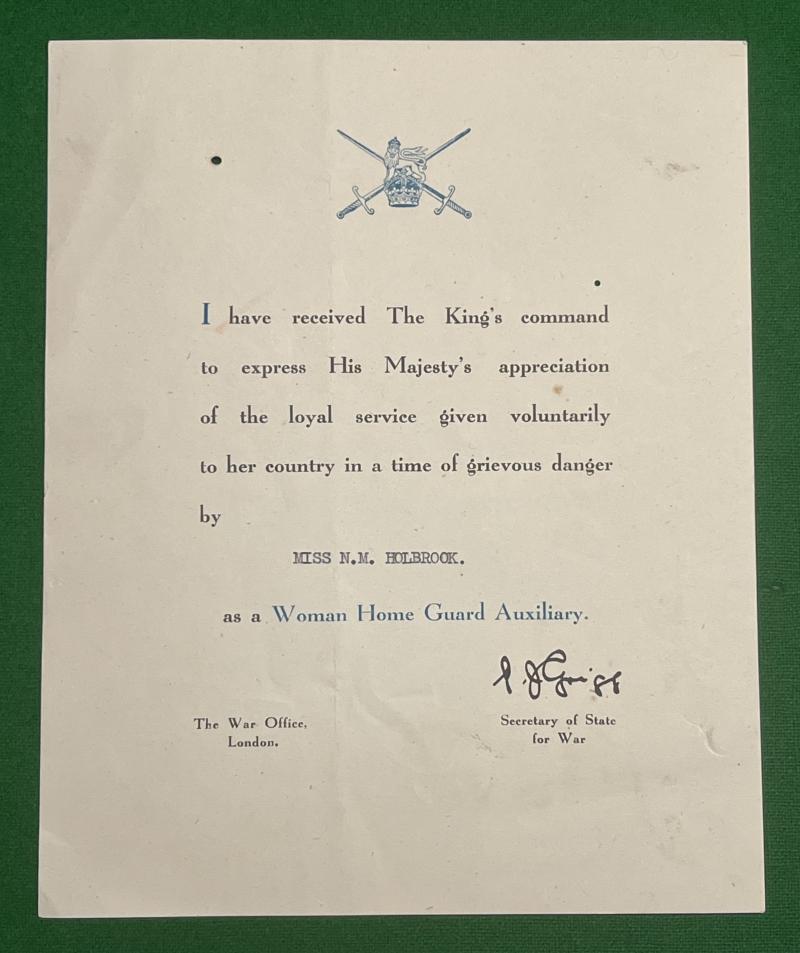 I have received The King's command
to express His Majesty's appreciation
of the loyal service given voluntarily
to her country in a time of grievous danger
by
MISS N.M. HOLBROOK.
as a Woman Home Guard Auxiliary.
P. J. Grigg
The War Office,
London.
Secretary of State
for War